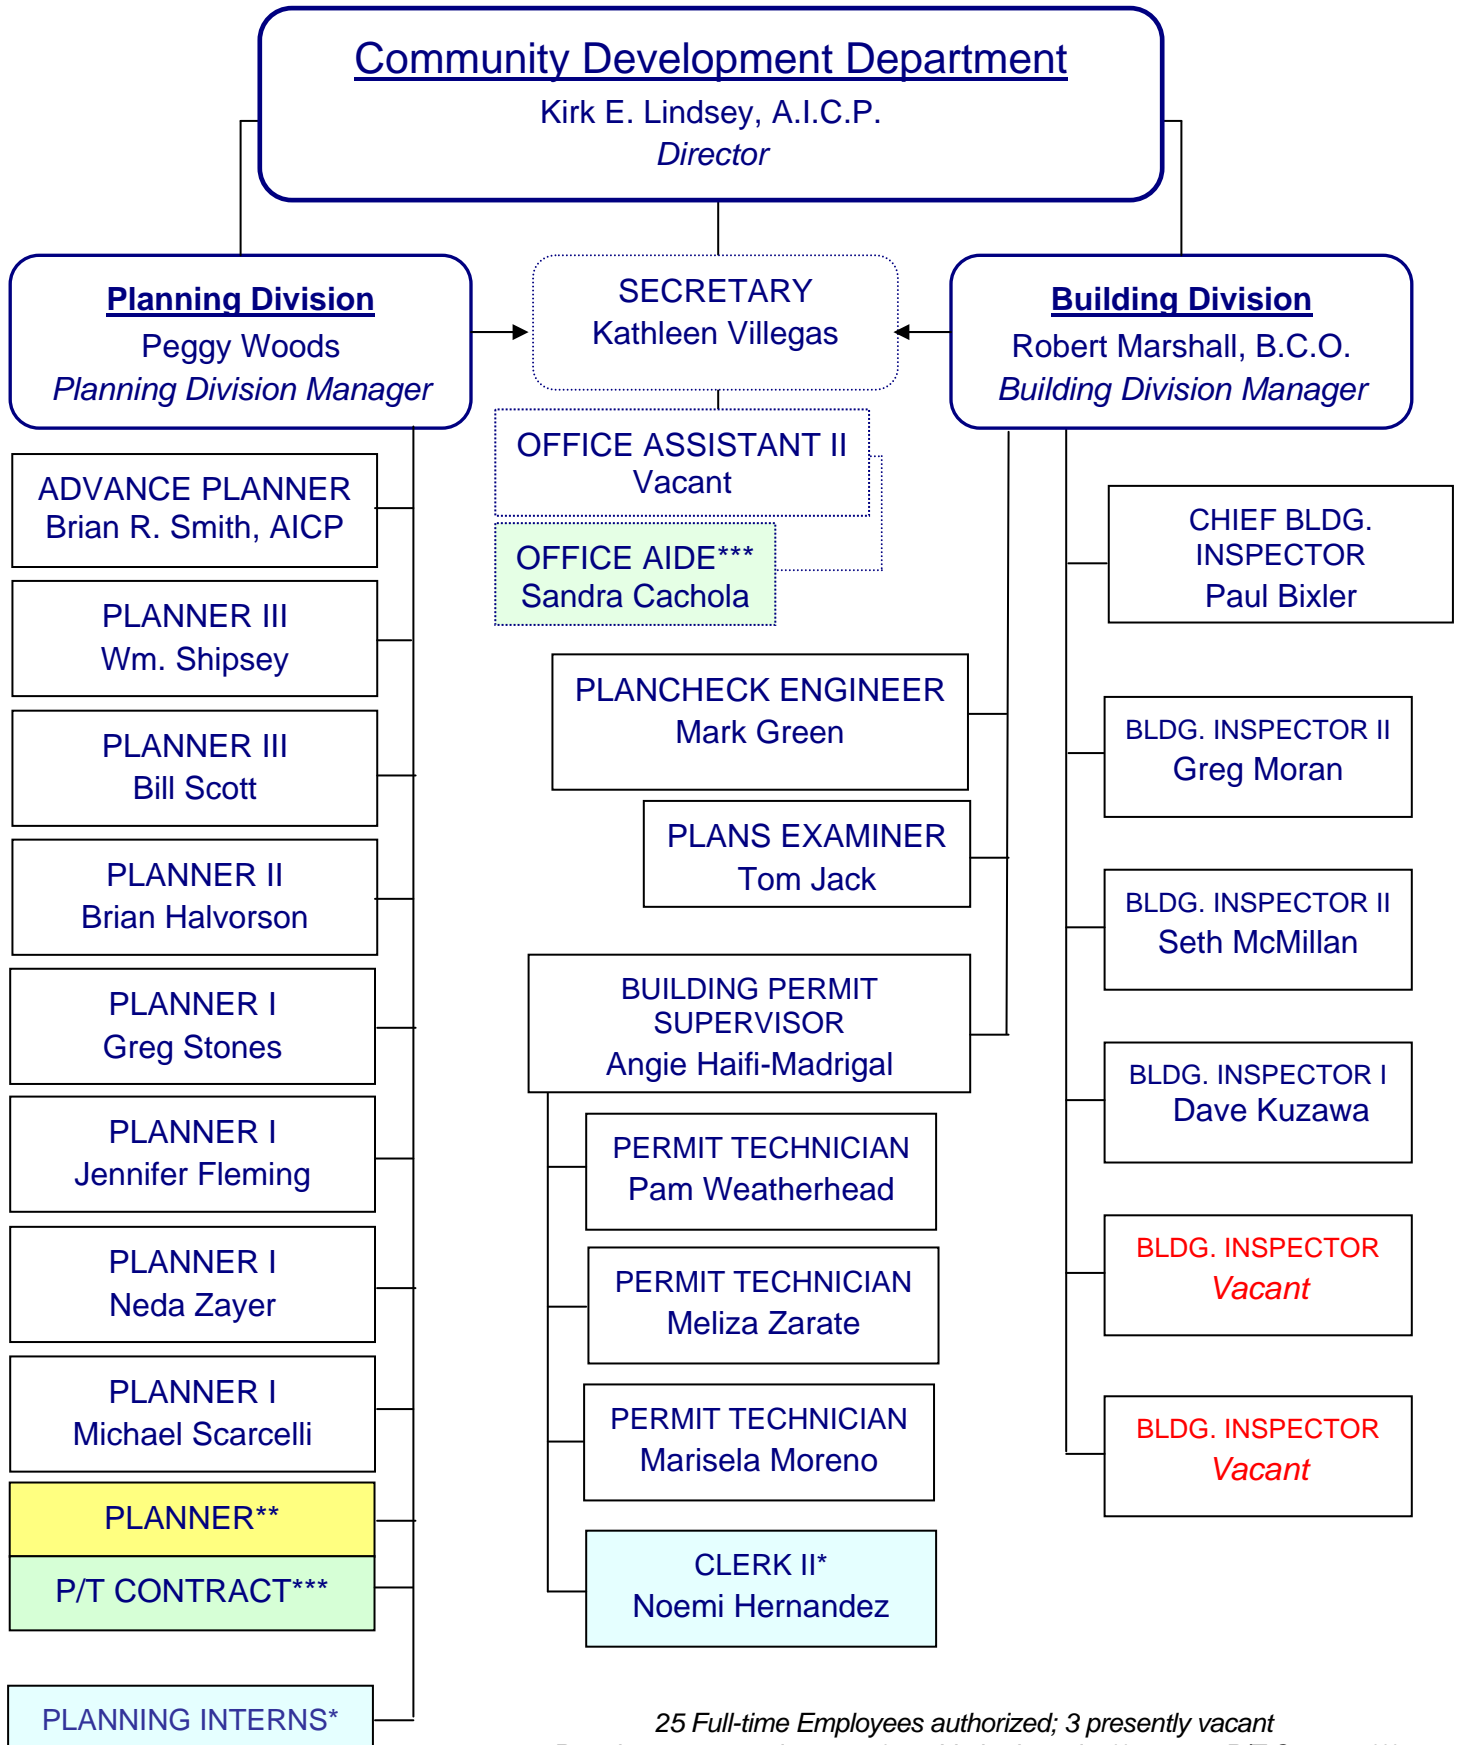 Community Development Department
Kirk E. Lindsey, A.I.C.P.
Director
Planning Division
Peggy Woods
Planning Division Manager
SECRETARY
Kathleen Villegas
Building Division
Robert Marshall, B.C.O.
Building Division Manager
OFFICE ASSISTANT II
Vacant
OFFICE AIDE***
Sandra Cachola
ADVANCE PLANNER
Brian R. Smith, AICP
PLANNER III
Wm. Shipsey
PLANNER III
Bill Scott
PLANNER II
Brian Halvorson
PLANNER I
Greg Stones
PLANNER I
Jennifer Fleming
PLANNER I
Neda Zayer
PLANNER I
Michael Scarcelli
PLANNER**
P/T CONTRACT***
PLANNING INTERNS*
PLANCHECK ENGINEER
Mark Green
PLANS EXAMINER
Tom Jack
BUILDING PERMIT
SUPERVISOR
Angie Haifi-Madrigal
PERMIT TECHNICIAN
Pam Weatherhead
PERMIT TECHNICIAN
Meliza Zarate
PERMIT TECHNICIAN
Marisela Moreno
CLERK II*
Noemi Hernandez
CHIEF BLDG.
INSPECTOR
Paul Bixler
BLDG. INSPECTOR II
Greg Moran
BLDG. INSPECTOR II
Seth McMillan
BLDG. INSPECTOR I
Dave Kuzawa
BLDG. INSPECTOR
Vacant
BLDG. INSPECTOR
Vacant
25 Full-time Employees authorized; 3 presently vacant